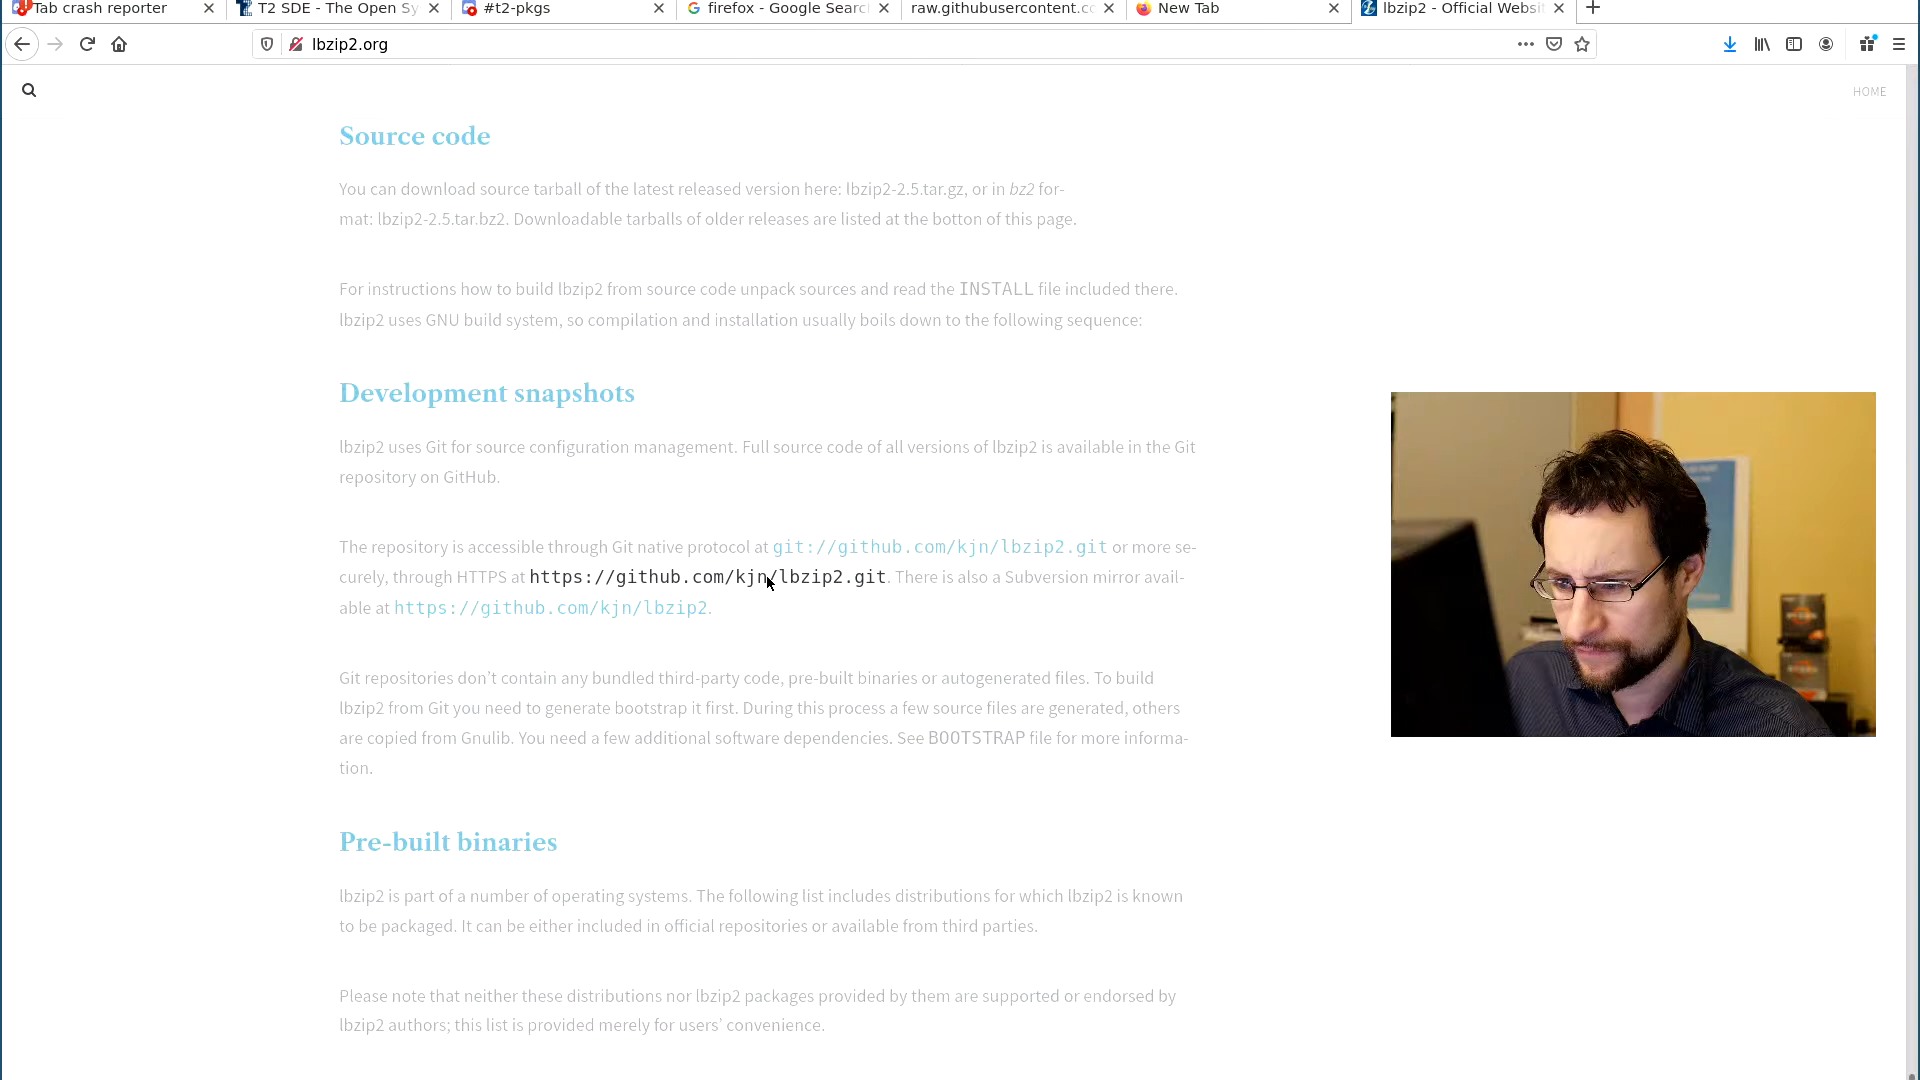 Tab crash reporter
T2 SDE - The Open Sy
#t2-pkgs
firefox - Google Searc
raw.githubusercontent.cc
New Tab
lbzip2 - Official Websit
lbzip2.org
HOME
Source code
You can download source tarball of the latest released version here: lbzip2-2.5.tar.gz, or in bz2 for-
mat: lbzip2-2.5.tar.bz2. Downloadable tarballs of older releases are listed at the botton of this page.
For instructions how to build lbzip2 from source code unpack sources and read the INSTALL file included there.
lbzip2 uses GNU build system, so compilation and installation usually boils down to the following sequence:
Development snapshots
lbzip2 uses Git for source configuration management. Full source code of all versions of lbzip2 is available in the Git
repository on GitHub.
The repository is accessible through Git native protocol at git://github.com/kjn/lbzip2.git or more se-
curely, through HTTPS at https://github.com/kjn/lbzip2.git. There is also a Subversion mirror avail-
able at https://github.com/kjn/lbzip2.
Git repositories don’t contain any bundled third-party code, pre-built binaries or autogenerated files. To build
lbzip2 from Git you need to generate bootstrap it first. During this process a few source files are generated, others
are copied from Gnulib. You need a few additional software dependencies. See BOOTSTRAP file for more informa-
tion.
Pre-built binaries
lbzip2 is part of a number of operating systems. The following list includes distributions for which lbzip2 is known
to be packaged. It can be either included in official repositories or available from third parties.
Please note that neither these distributions nor lbzip2 packages provided by them are supported or endorsed by
lbzip2 authors; this list is provided merely for users’ convenience.